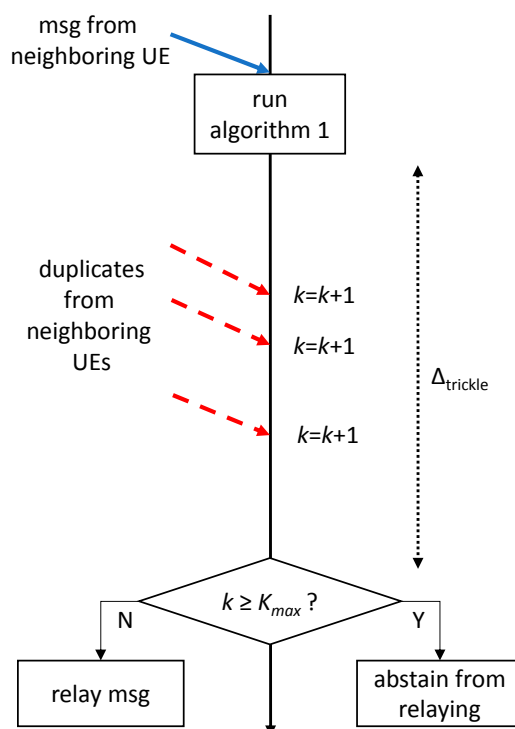 msg from
neighboring UE
run
algorithm 1
duplicates
from
neighboring
UEs
k=k+1
k=k+1
k=k+1
Δtrickle
k ≥ Kmax ?
N
Y
relay msg
abstain from
relaying